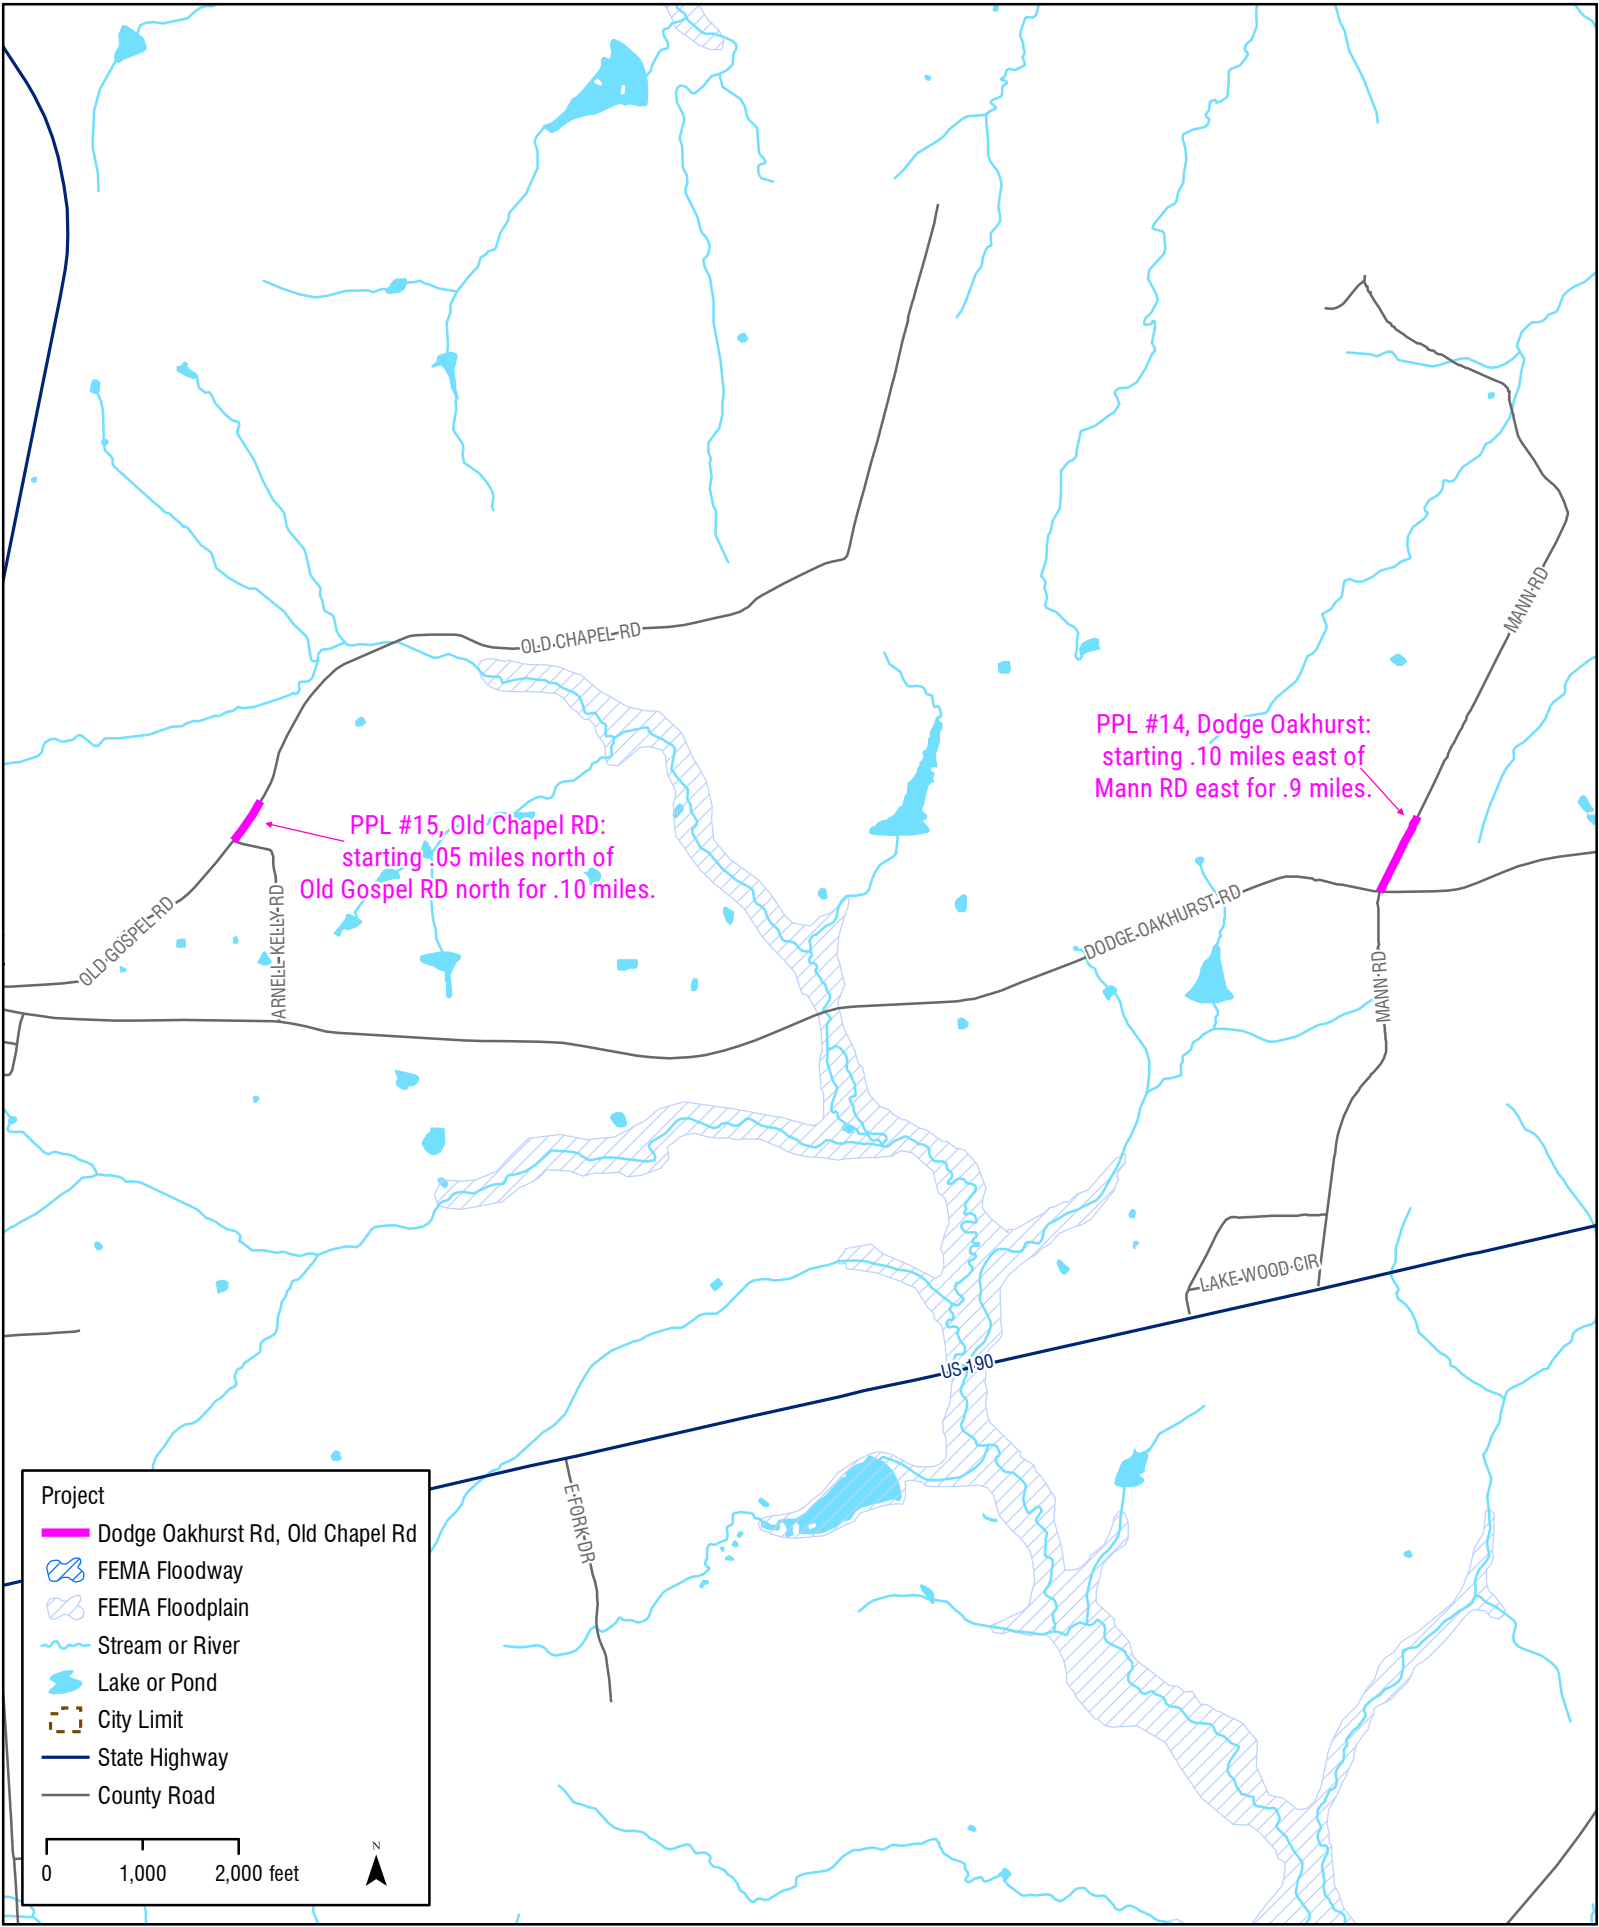 OLD CHAPEL RD
MANN RD
PPL #14, Dodge Oakhurst:
starting .10 miles east of
Mann RD east for .9 miles.
PPL #15, Old Chapel RD:
starting .05 miles north of
Old Gospel RD north for .10 miles.
OLD GOSPEL RD
ARNELL KELLY RD
DODGE OAKHURST RD
MANN RD
LAKE WOOD CIR
US 190
E FORK DR
Project
Dodge Oakhurst Rd, Old Chapel Rd
FEMA Floodway
FEMA Floodplain
Stream or River
Lake or Pond
City Limit
State Highway
County Road
N
0 1,000 2,000 feet